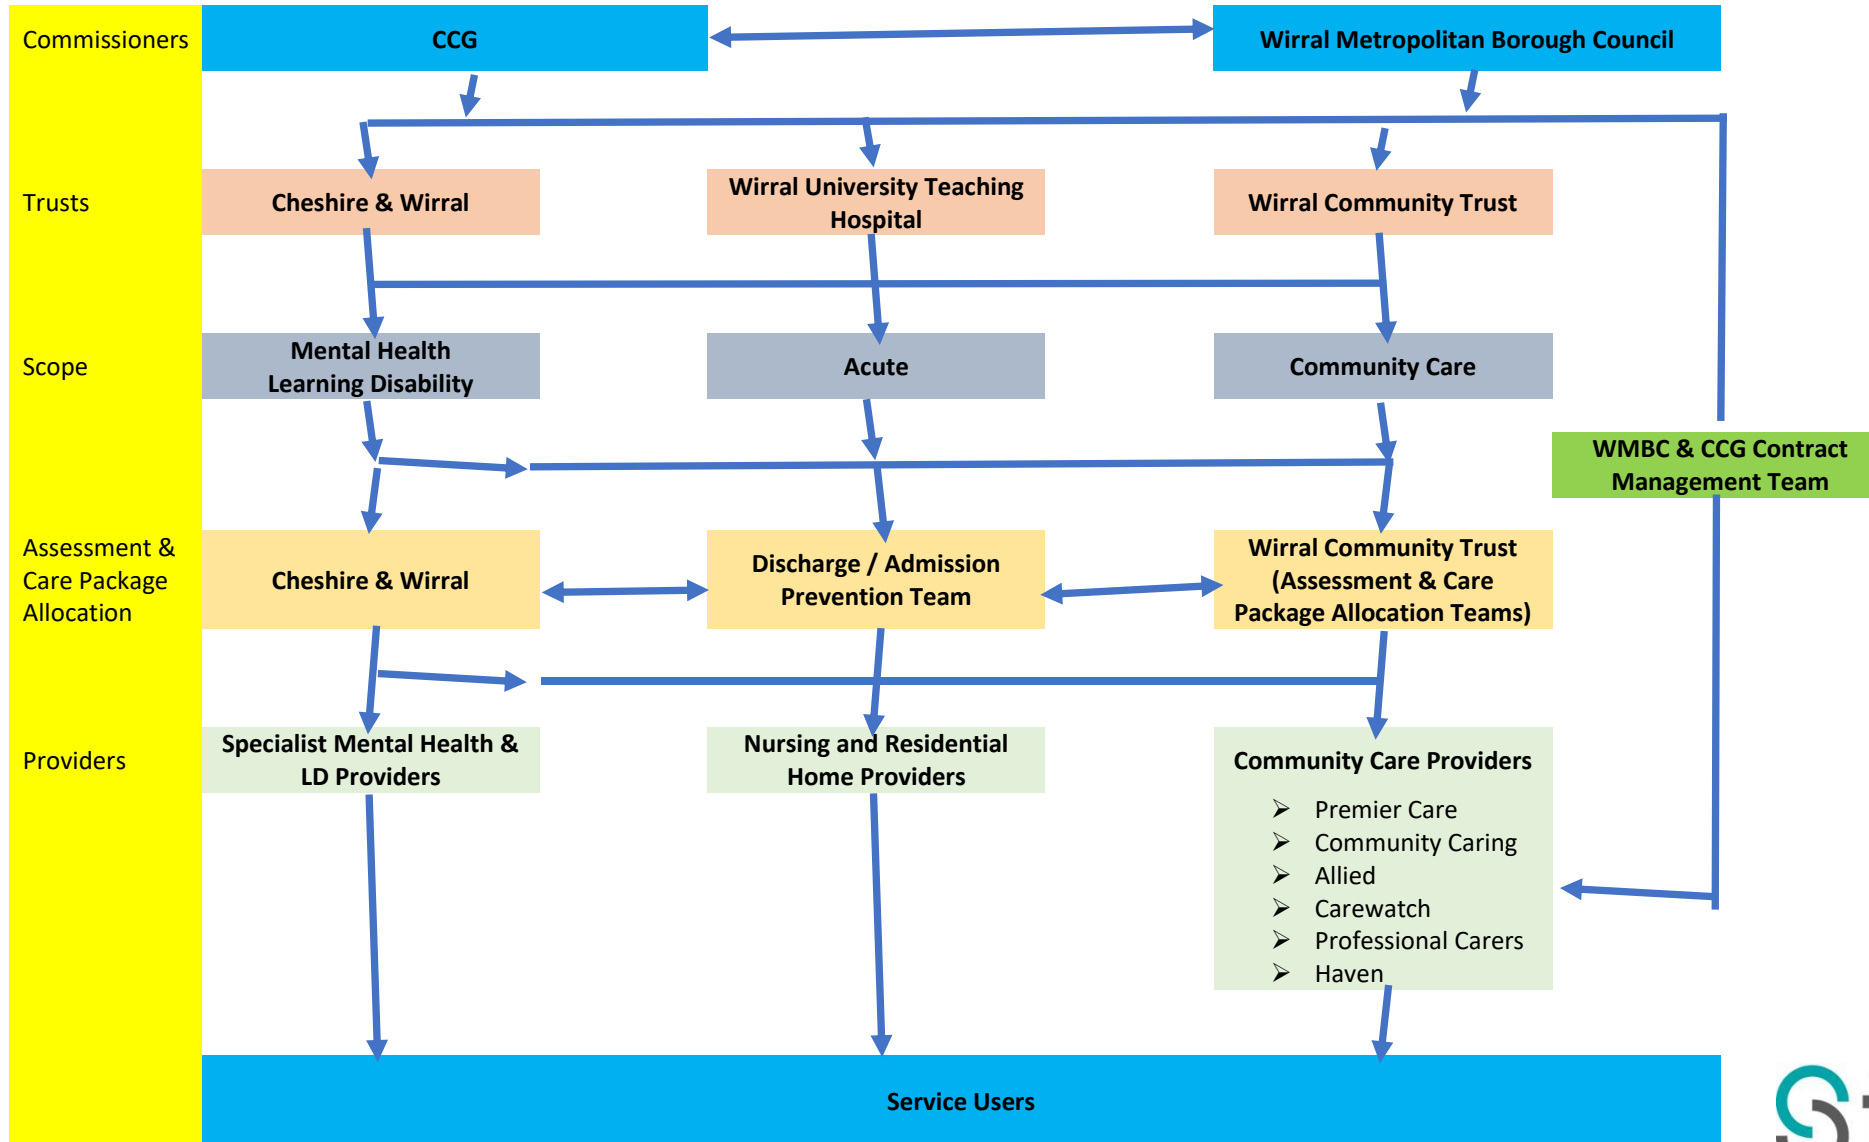 Commissioners
CCG
Wirral Metropolitan Borough Council
Trusts
Cheshire & Wirral
Wirral University Teaching
Hospital
Wirral Community Trust
Scope
Mental Health
Learning Disability
Acute
Community Care
WMBC & CCG Contract
Management Team
Assessment &
Care Package
Allocation
Cheshire & Wirral
Discharge / Admission
Prevention Team
Wirral Community Trust
(Assessment & Care
Package Allocation Teams)
Providers
Specialist Mental Health &
LD Providers
Nursing and Residential
Home Providers
Community Care Providers
➢ Premier Care
➢ Community Caring
➢ Allied
➢ Carewatch
➢ Professional Carers
➢ Haven
Service Users